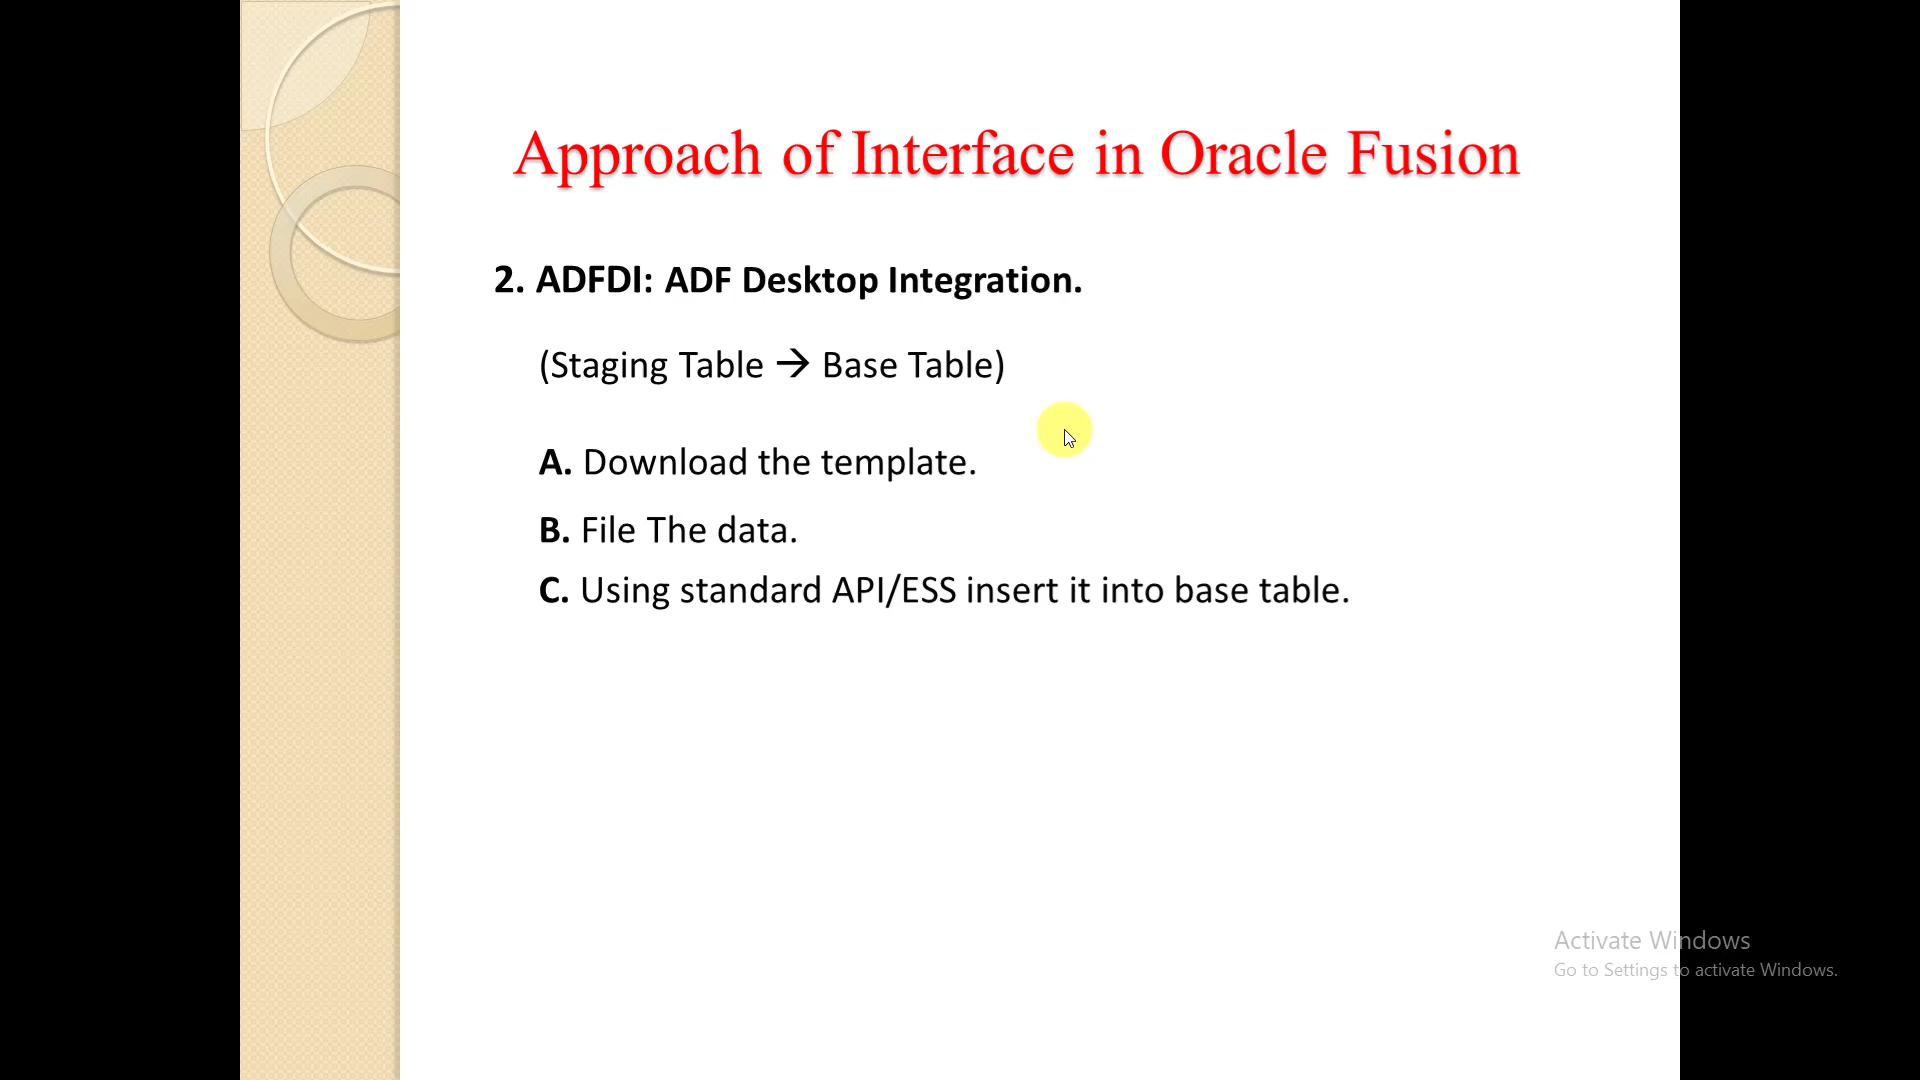 Approach of Interface in Oracle Fusion
2. ADFDI: ADF Desktop Integration.
(Staging Table → Base Table)
A. Download the template.
B. File The data.
C. Using standard API/ESS insert it into base table.
Activate Windows
Go to Settings to activate Windows.